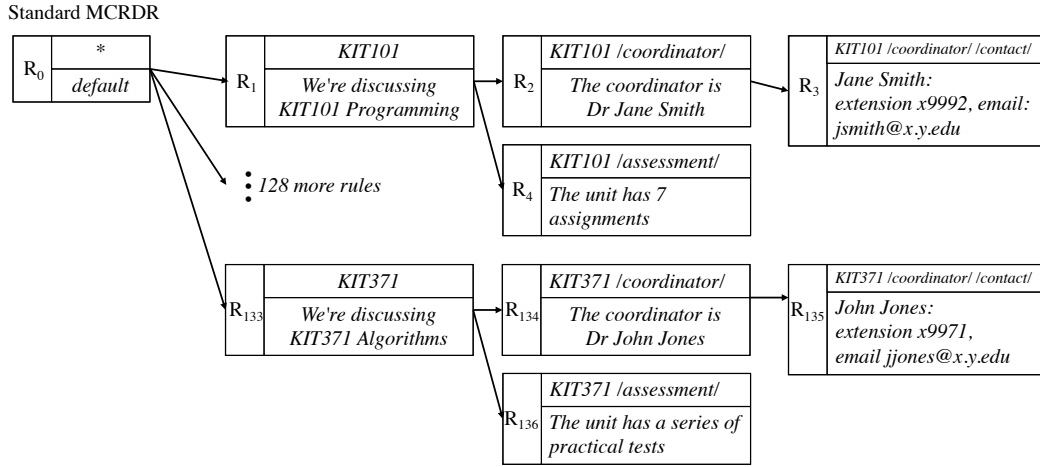 Standard MCRDR
R0
*
default
R1
KIT101
We're discussing
KIT101 Programming
R2
KIT101 /coordinator/
The coordinator is
Dr Jane Smith
R3
KIT101 /coordinator/ /contact/
Jane Smith:
extension x9992, email:
jsmith@x.y.edu
R4
KIT101 /assessment/
The unit has 7
assignments
128 more rules
R133
KIT371
We're discussing
KIT371 Algorithms
R134
KIT371 /coordinator/
The coordinator is
Dr John Jones
R135
KIT371 /coordinator/ /contact/
John Jones:
extension x9971,
email jjones@x.y.edu
R136
KIT371 /assessment/
The unit has a series of
practical tests